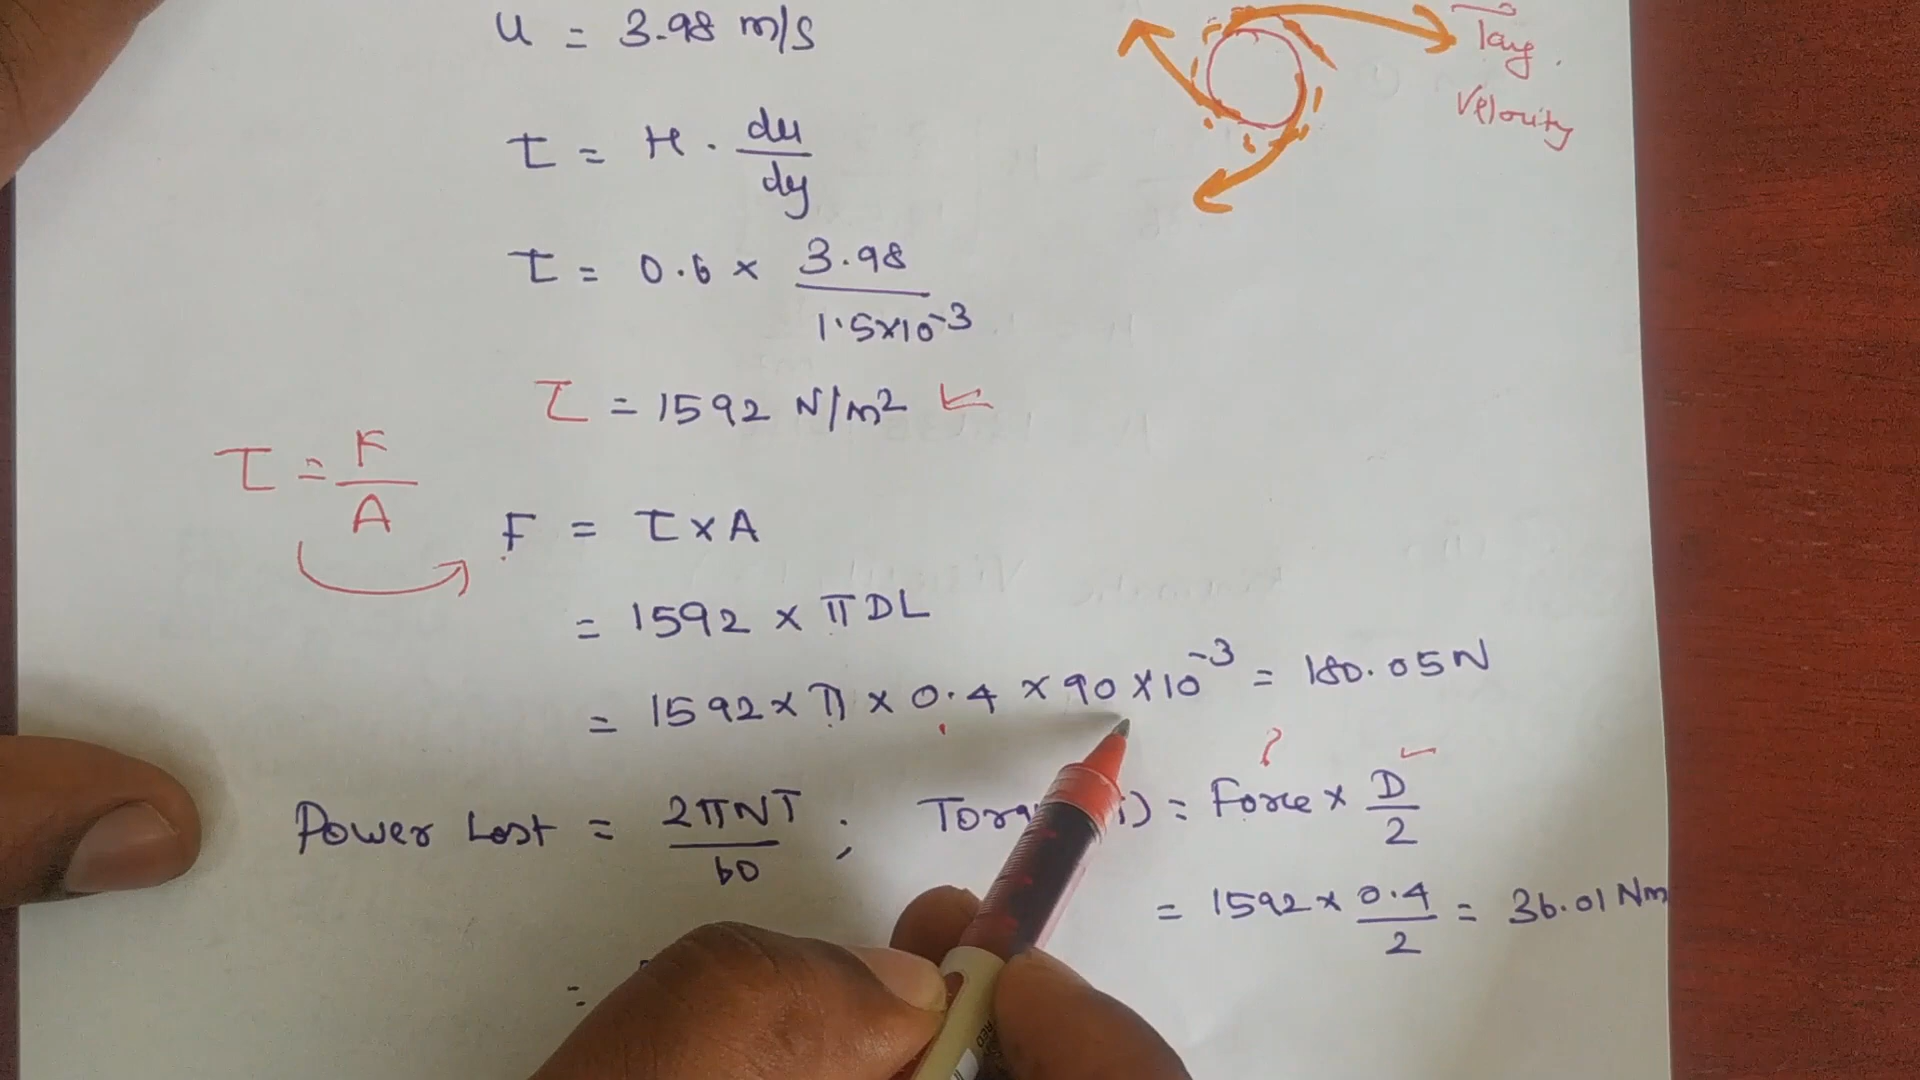 u = 3.98 m/s
Tang.
Velocity
τ = μ . du/dy
τ = 0.6 × 3.98/1.5×10^-3
τ = 1592 N/m²
τ = F/A
F = τ × A
= 1592 × πDL
= 1592 × π × 0.4 × 90 × 10^-3 = 180.05 N
?
Power Lost = 2πNT/60 ; Force × D/2
= 1592 × 0.4/2 = 36.01 Nm
=